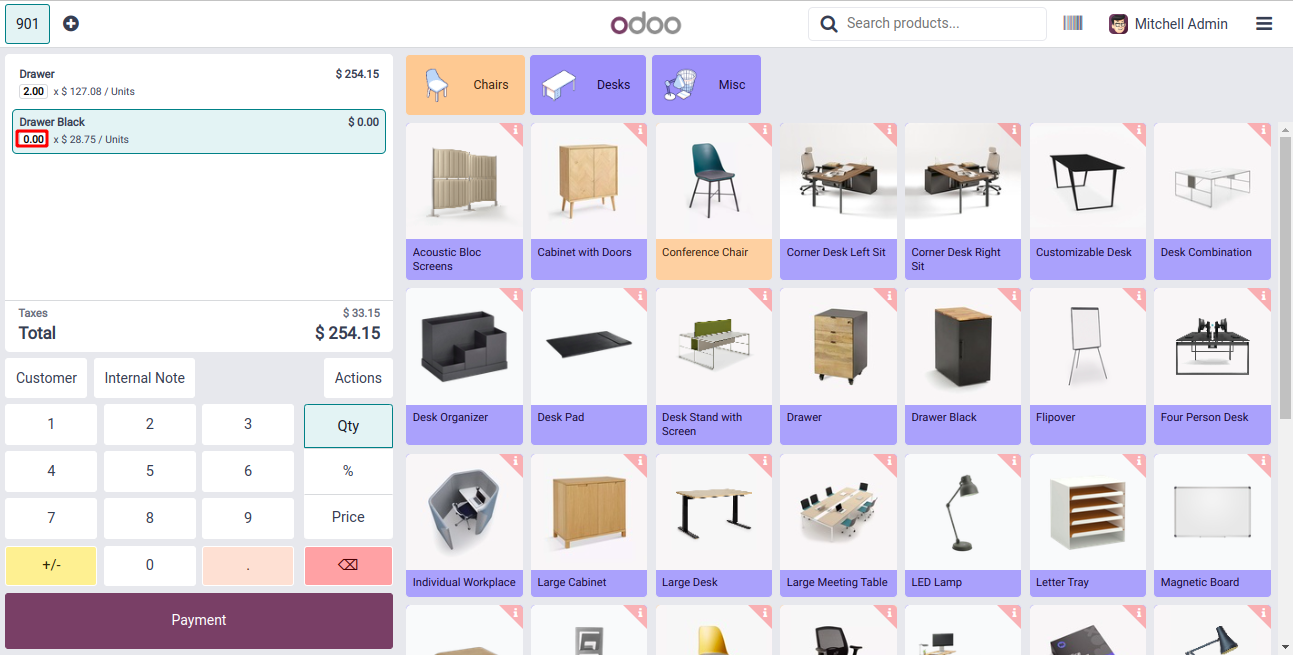 901
odoo
Search products...
Mitchell Admin
Drawer $ 254.15
2.00 x $ 127.08 / Units
Drawer Black $ 0.00
0.00 x $ 28.75 / Units
Taxes $ 33.15
Total $ 254.15
Customer Internal Note Actions
1 2 3 Qty
4 5 6 %
7 8 9 Price
+/- 0 . ⌫
Payment
Chairs Desks Misc
Acoustic Bloc
Screens
Cabinet with Doors
Conference Chair
Corner Desk Left Sit
Corner Desk Right
Sit
Customizable Desk
Desk Combination
Desk Organizer
Desk Pad
Desk Stand with
Screen
Drawer
Drawer Black
Flipover
Four Person Desk
Individual Workplace
Large Cabinet
Large Desk
Large Meeting Table
LED Lamp
Letter Tray
Magnetic Board